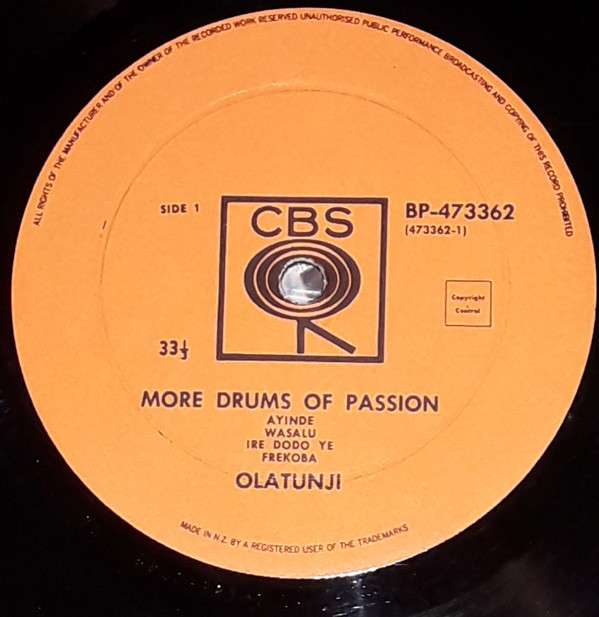 ALL RIGHTS OF THE MANUFACTURER AND OF THE OWNER OF THE RECORDED WORK RESERVED UNAUTHORISED PUBLIC PERFORMANCE BROADCASTING AND COPYING OF THIS RECORD PROHIBITED
SIDE 1
CBS
BP-473362
(473362-1)
Copyright
Control
33⅓
MORE DRUMS OF PASSION
AYINDE
WASALU
IRE DODO YE
FREKOBA
OLATUNJI
MADE IN N.Z. BY A REGISTERED USER OF THE TRADEMARKS